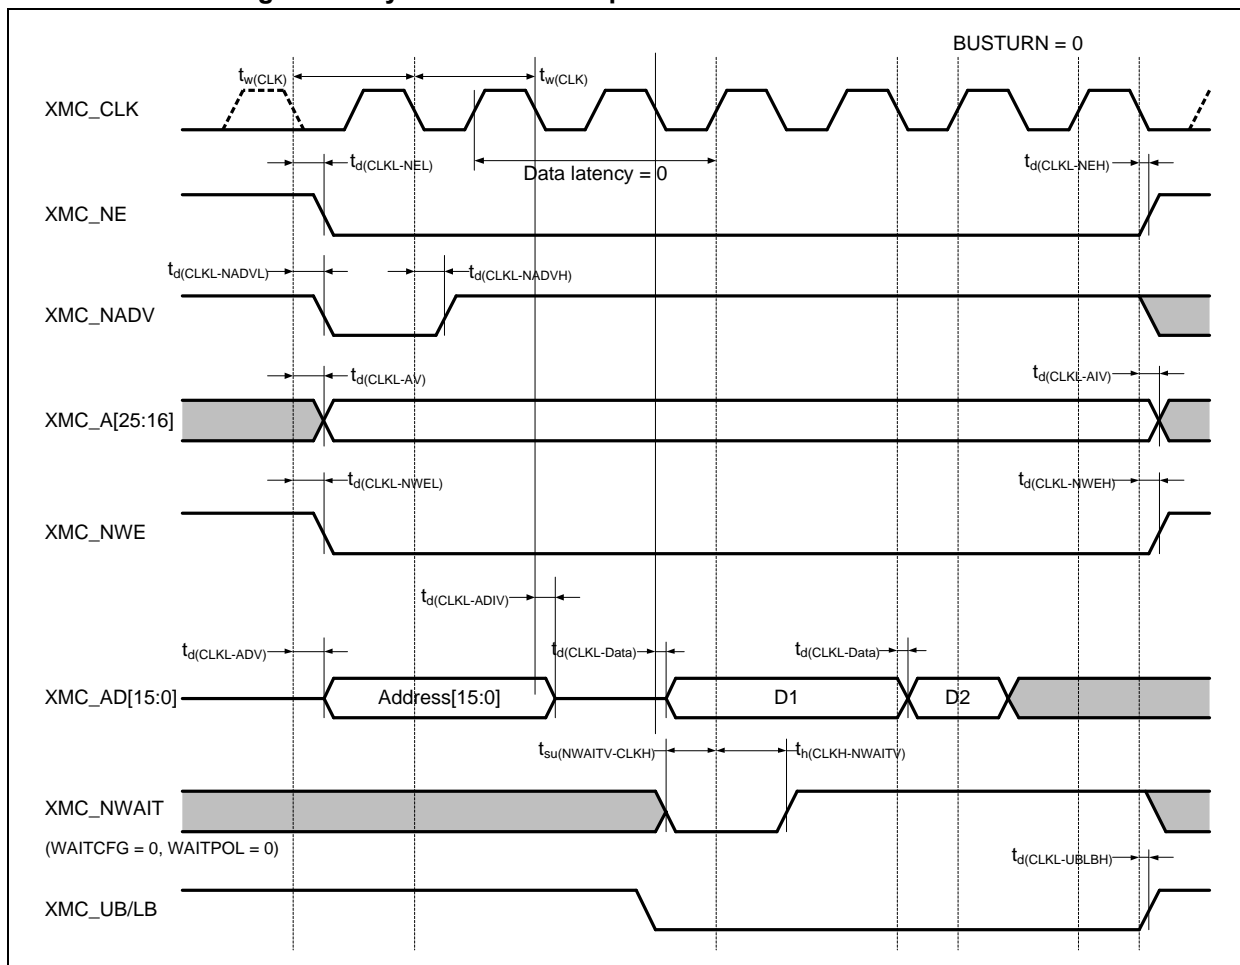 BUSTURN = 0
tw(CLK) tw(CLK)
XMC_CLK
td(CLKL-NEL) Data latency = 0 td(CLKL-NEH)
XMC_NE
td(CLKL-NADVL) td(CLKL-NADVH)
XMC_NADV
td(CLKL-AV) td(CLKL-AIV)
XMC_A[25:16]
td(CLKL-NWEL) td(CLKL-NWEH)
XMC_NWE
td(CLKL-ADIV)
td(CLKL-ADV) td(CLKL-Data) td(CLKL-Data)
XMC_AD[15:0] Address[15:0] D1 D2
tsu(NWAITV-CLKH) th(CLKH-NWAITV)
XMC_NWAIT
(WAITCFG = 0, WAITPOL = 0)
td(CLKL-UBLBH)
XMC_UB/LB